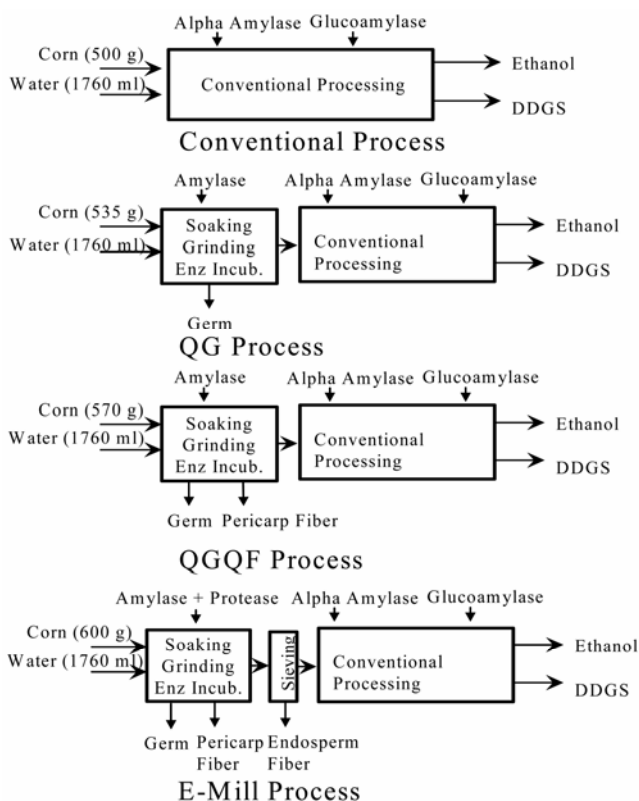 Alpha Amylase Glucoamylase
Corn (500 g)
Water (1760 ml)
Conventional Processing
Ethanol
DDGS
Conventional Process
Amylase Alpha Amylase Glucoamylase
Corn (535 g)
Water (1760 ml)
Soaking
Grinding
Enz Incub.
Conventional
Processing
Ethanol
DDGS
Germ
QG Process
Amylase Alpha Amylase Glucoamylase
Corn (570 g)
Water (1760 ml)
Soaking
Grinding
Enz Incub.
Conventional
Processing
Ethanol
DDGS
Germ Pericarp Fiber
QGQF Process
Amylase + Protease Alpha Amylase Glucoamylase
Corn (600 g)
Water (1760 ml)
Soaking
Grinding
Enz Incub.
Sieving
Conventional
Processing
Ethanol
DDGS
Germ Pericarp Endosperm
Fiber Fiber
E-Mill Process